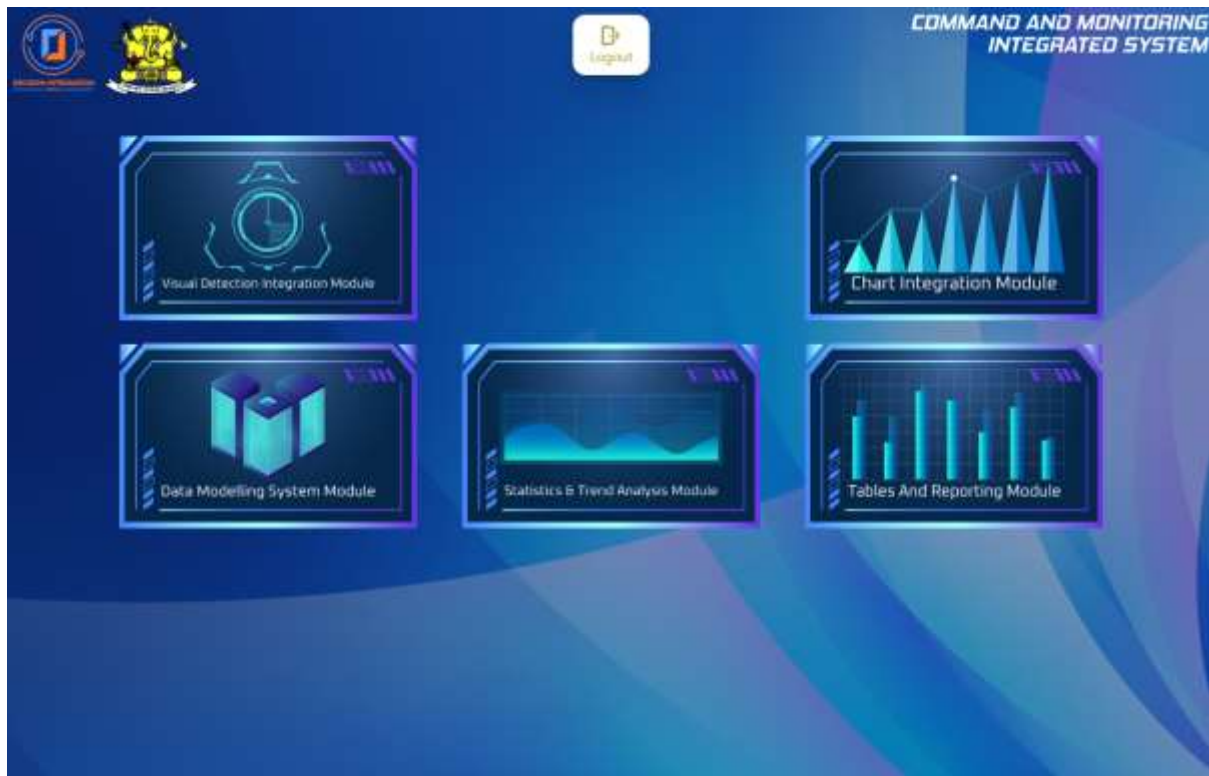 Logout
COMMAND AND MONITORING
INTEGRATED SYSTEM
Visual Detection Integration Module
Chart Integration Module
Data Modelling System Module
Statistics & Trend Analysis Module
Tables And Reporting Module